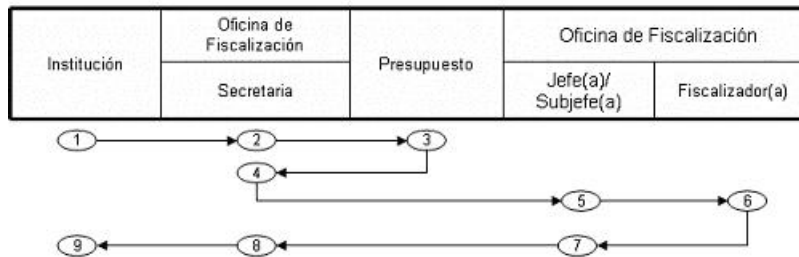 Institución
Oficina de
Fiscalización
Secretaria
Presupuesto
Oficina de Fiscalización
Jefe(a)/
Subjefe(a)
Fiscalizador(a)
1
2
3
4
5
6
9
8
7